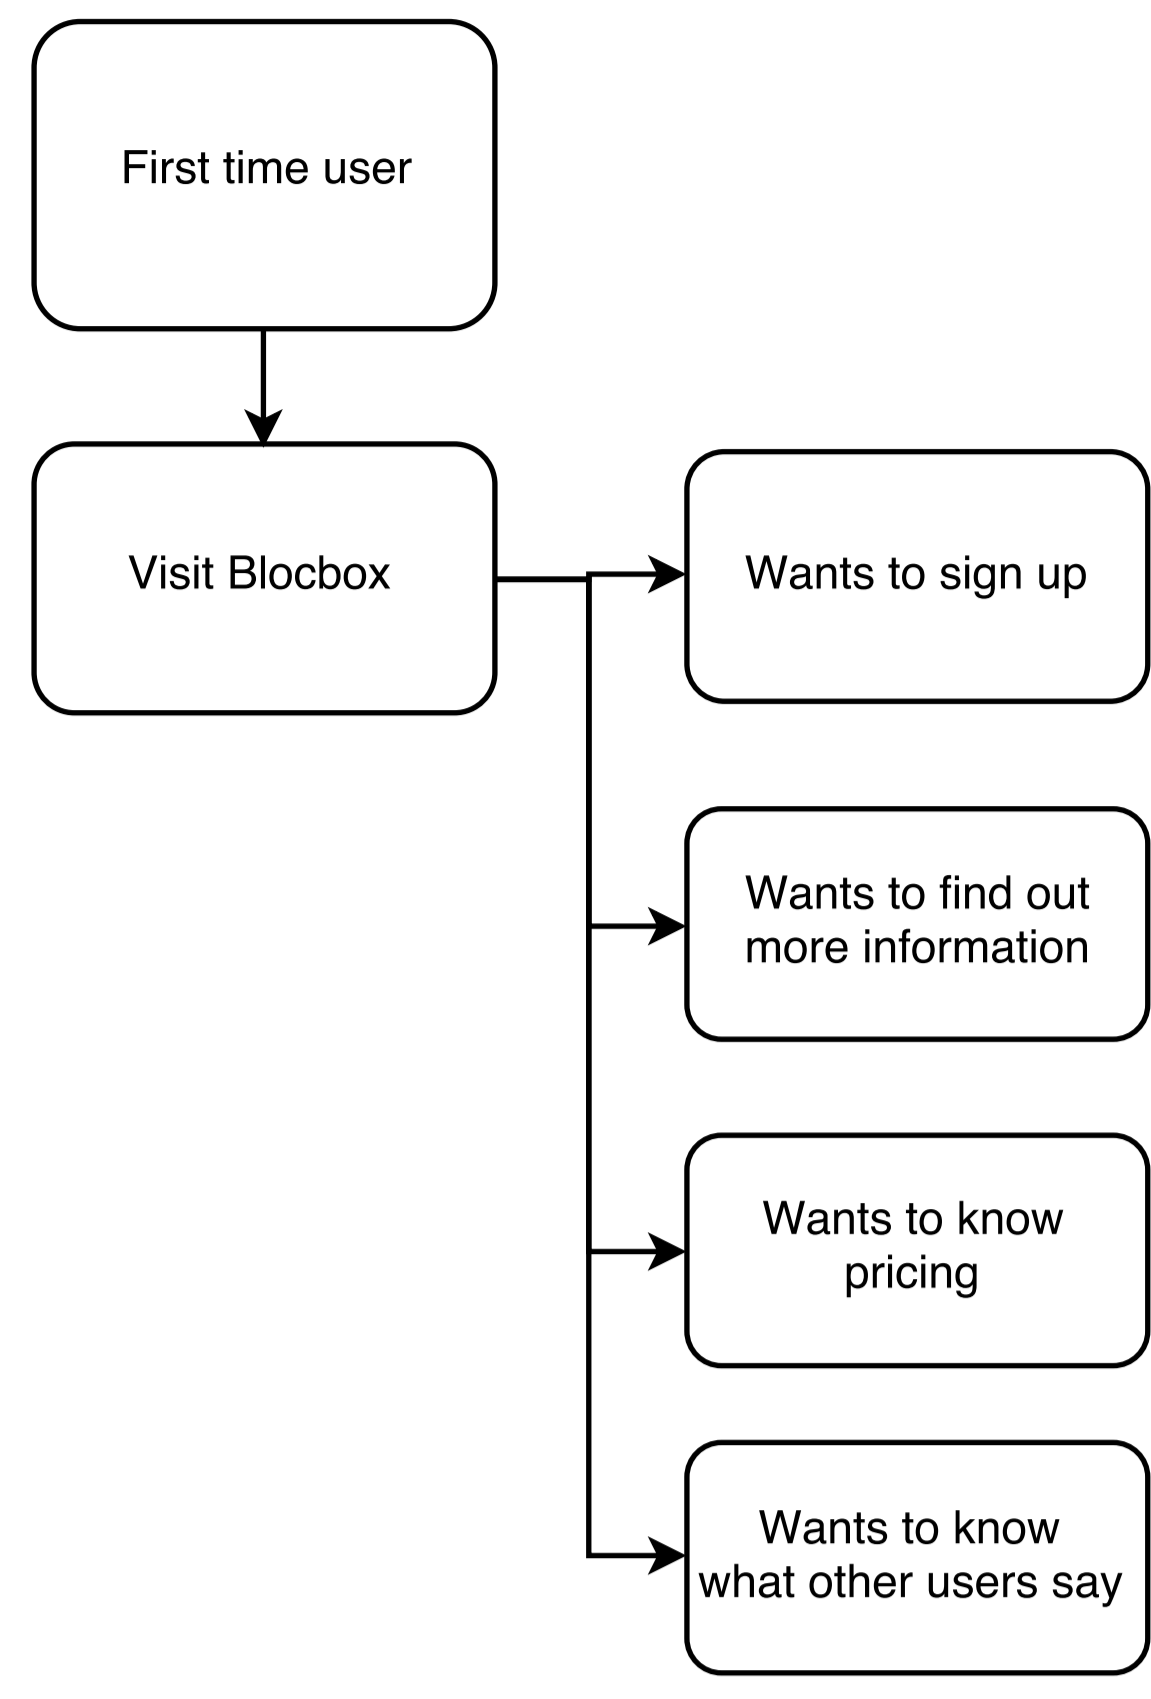 First time user
Visit Blocbox
Wants to sign up
Wants to find out
more information
Wants to know
pricing
Wants to know
what other users say